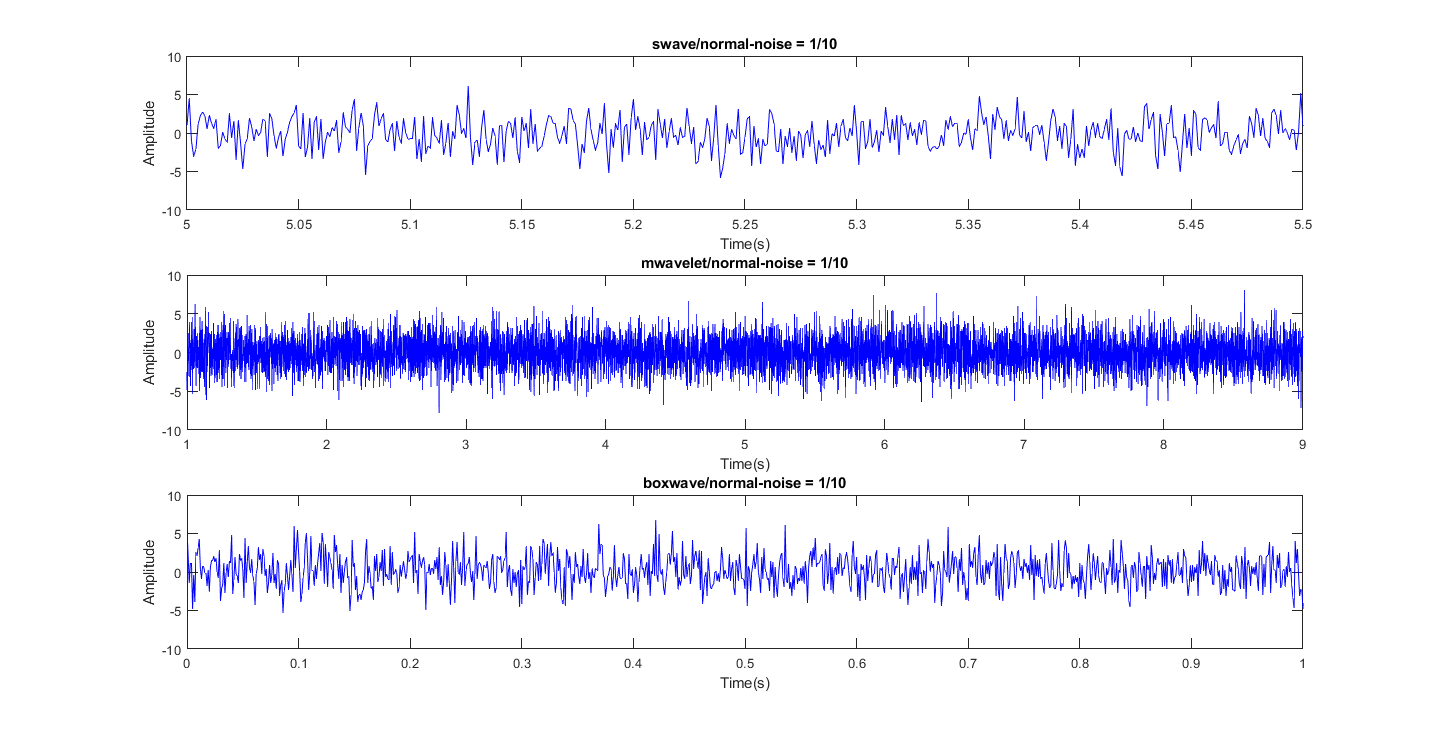 swave/normal-noise = 1/10
10
5
0
-5
-10
Amplitude
5 5.05 5.1 5.15 5.2 5.25 5.3 5.35 5.4 5.45 5.5
Time(s)
mwavelet/normal-noise = 1/10
10
5
0
-5
-10
Amplitude
1 2 3 4 5 6 7 8 9
Time(s)
boxwave/normal-noise = 1/10
10
5
0
-5
-10
Amplitude
0 0.1 0.2 0.3 0.4 0.5 0.6 0.7 0.8 0.9 1
Time(s)